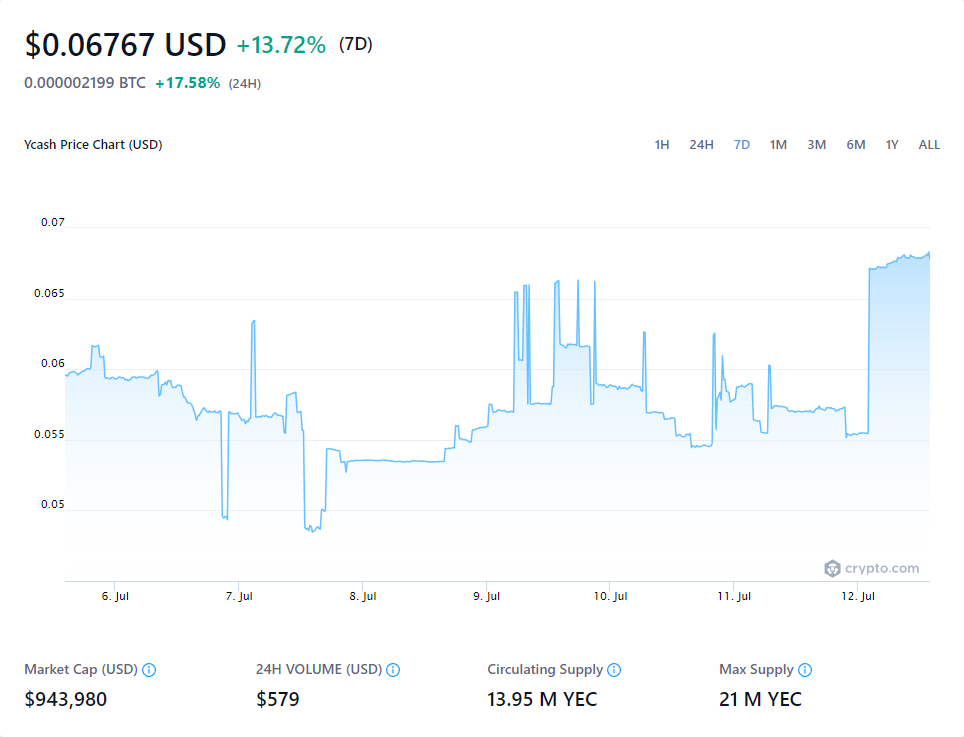 $0.06767 USD +13.72% (7D)
0.000002199 BTC +17.58% (24H)
Ycash Price Chart (USD) 1H 24H 7D 1M 3M 6M 1Y ALL
0.07
0.065
0.06
0.055
0.05
crypto.com
6. Jul 7. Jul 8. Jul 9. Jul 10. Jul 11. Jul 12. Jul
Market Cap (USD) 24H VOLUME (USD) Circulating Supply Max Supply
$943,980 $579 13.95 M YEC 21 M YEC